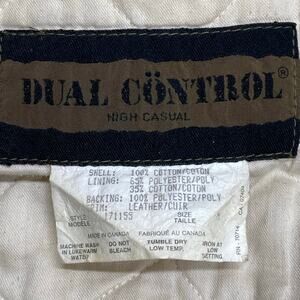 DUAL CÖNTROL®
HIGH CASUAL
SHELL: 100% COTTON/COTON
LINING: 65% POLYESTER/POLY
35% COTTON/COTON
BACKING: 100% POLYESTER/POLY
TRIM: LEATHER/CUIR
STYLE
MODÈLE 171155
SIZE
TAILLE
MADE IN CANADA FABRIQUÉ AU CANADA
MACHINE WASH
IN LUKEWARM
WATER
DO NOT
BLEACH
TUMBLE DRY
LOW TEMP.
IRON AT
LOW
SETTING